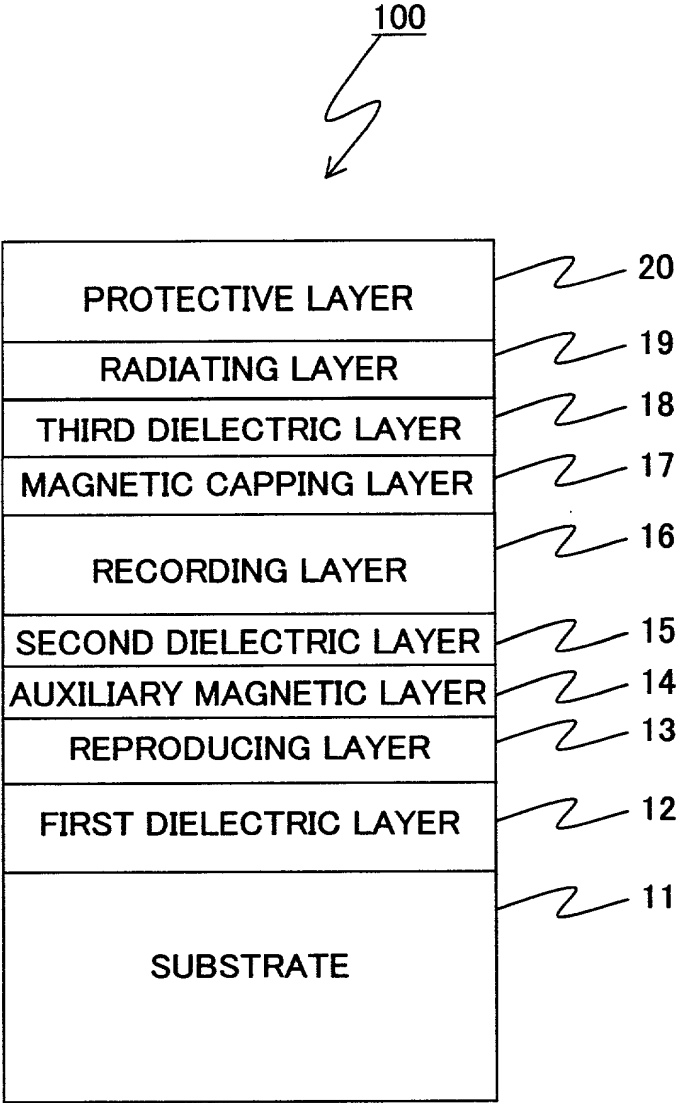 100
PROTECTIVE LAYER 20
RADIATING LAYER 19
THIRD DIELECTRIC LAYER 18
MAGNETIC CAPPING LAYER 17
RECORDING LAYER 16
SECOND DIELECTRIC LAYER 15
AUXILIARY MAGNETIC LAYER 14
REPRODUCING LAYER 13
FIRST DIELECTRIC LAYER 12
SUBSTRATE 11